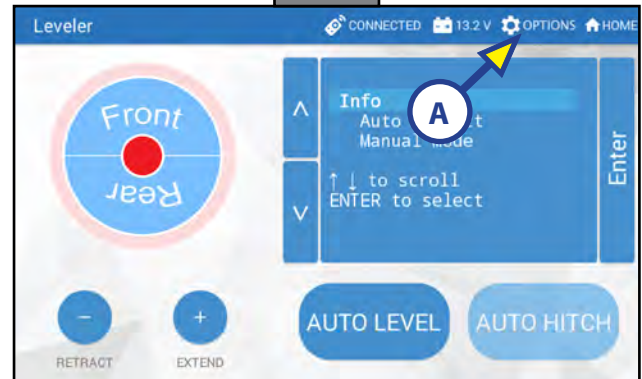 Leveler
CONNECTED 13.2 V OPTIONS HOME
Front
Rear
^
v
Info
Auto
Manual Mode
↑ ↓ to scroll
ENTER to select
Enter
A
- +
RETRACT EXTEND
AUTO LEVEL AUTO HITCH